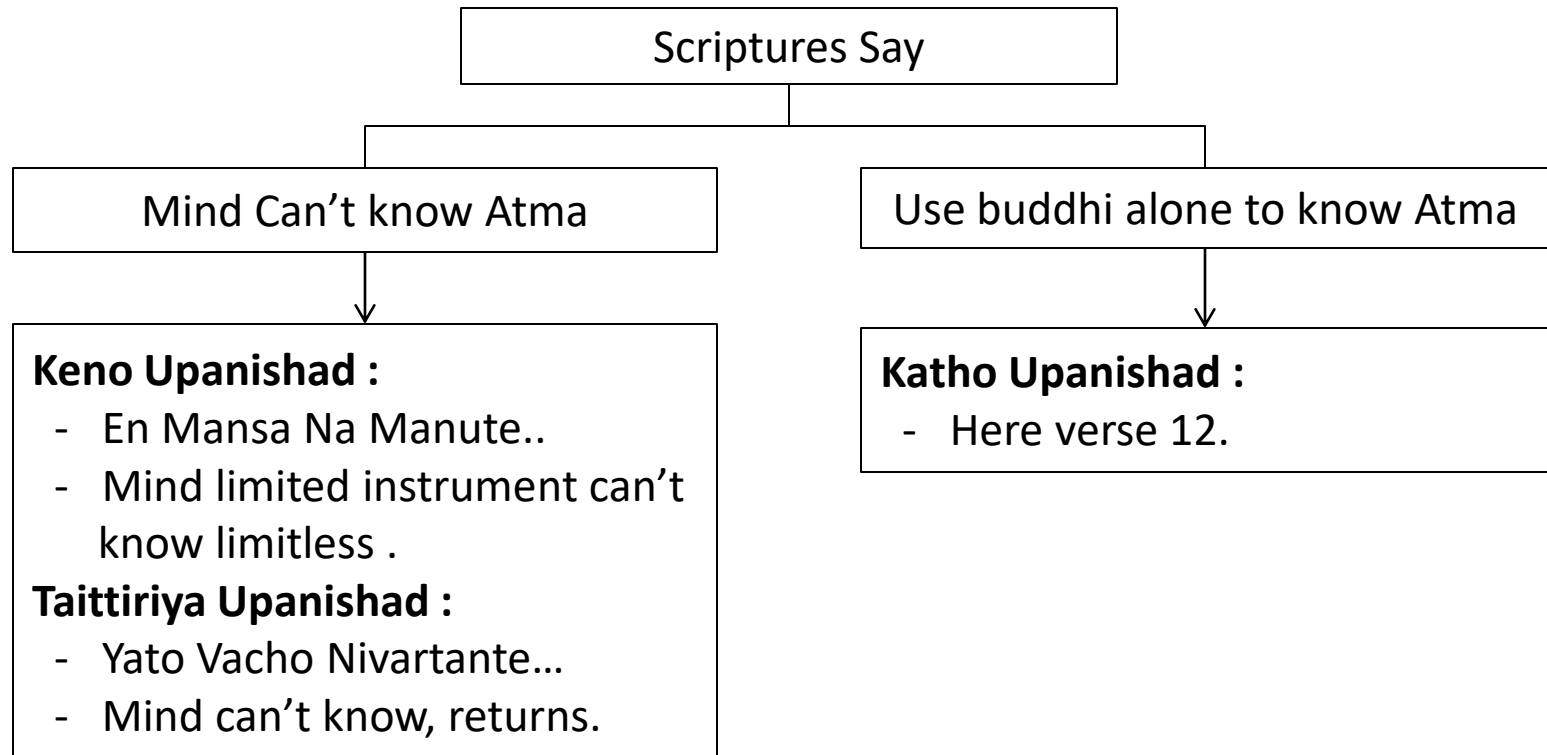 Scriptures Say
Mind Can’t know Atma
Use buddhi alone to know Atma
Keno Upanishad :
- En Mansa Na Manute..
- Mind limited instrument can’t
know limitless .
Taittiriya Upanishad :
- Yato Vacho Nivartante…
- Mind can’t know, returns.
Katho Upanishad :
- Here verse 12.